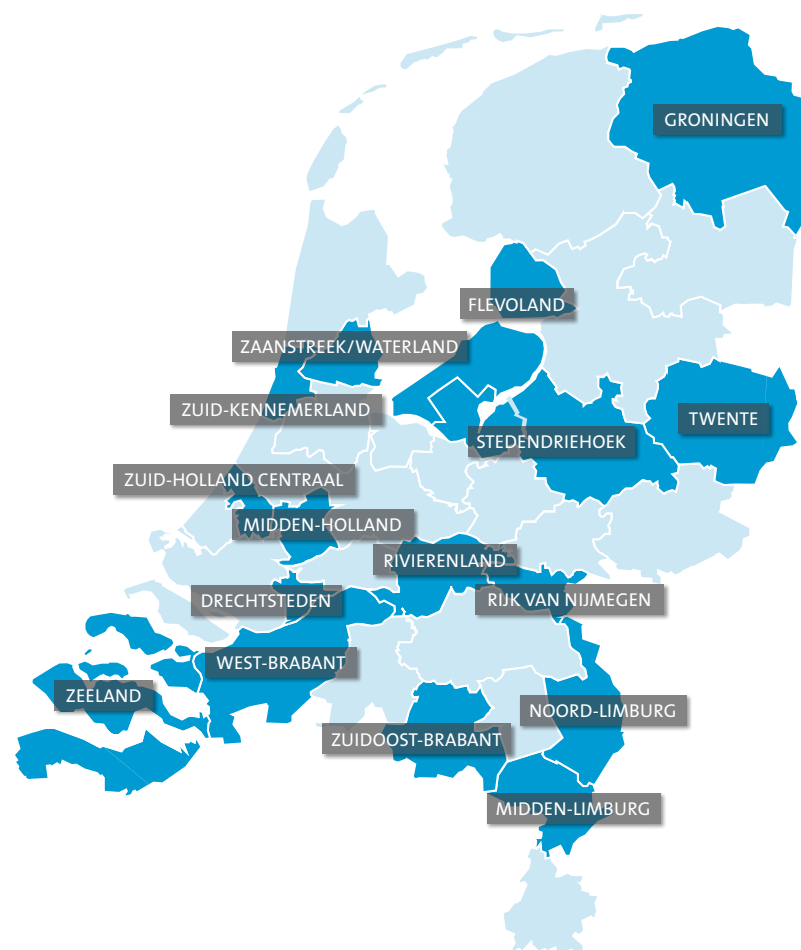 GRONINGEN
FLEVOLAND
ZAANSTREEK/WATERLAND
ZUID-KENNEMERLAND
TWENTE
STEDENDRIEHOEK
ZUID-HOLLAND CENTRAAL
MIDDEN-HOLLAND
RIVIERENLAND
DRECHTSTEDEN
RIJK VAN NIJMEGEN
WEST-BRABANT
ZEELAND
NOORD-LIMBURG
ZUIDOOST-BRABANT
MIDDEN-LIMBURG